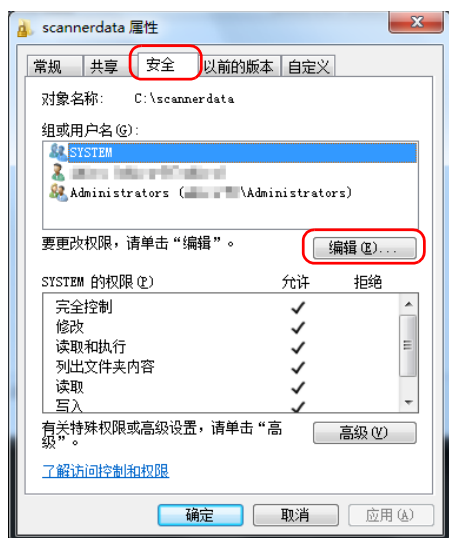 scannerdata 属性
常规 共享 安全 以前的版本 自定义
对象名称: C:\scannerdata
组或用户名(G):
SYSTEM
Administrators ( \Administrators)
要更改权限，请单击“编辑”。
编辑(E)...
SYSTEM 的权限(P) 允许 拒绝
完全控制
修改
读取和执行
列出文件夹内容
读取
写入
有关特殊权限或高级设置，请单击“高
级”。
高级(V)
了解访问控制和权限
确定 取消 应用(A)